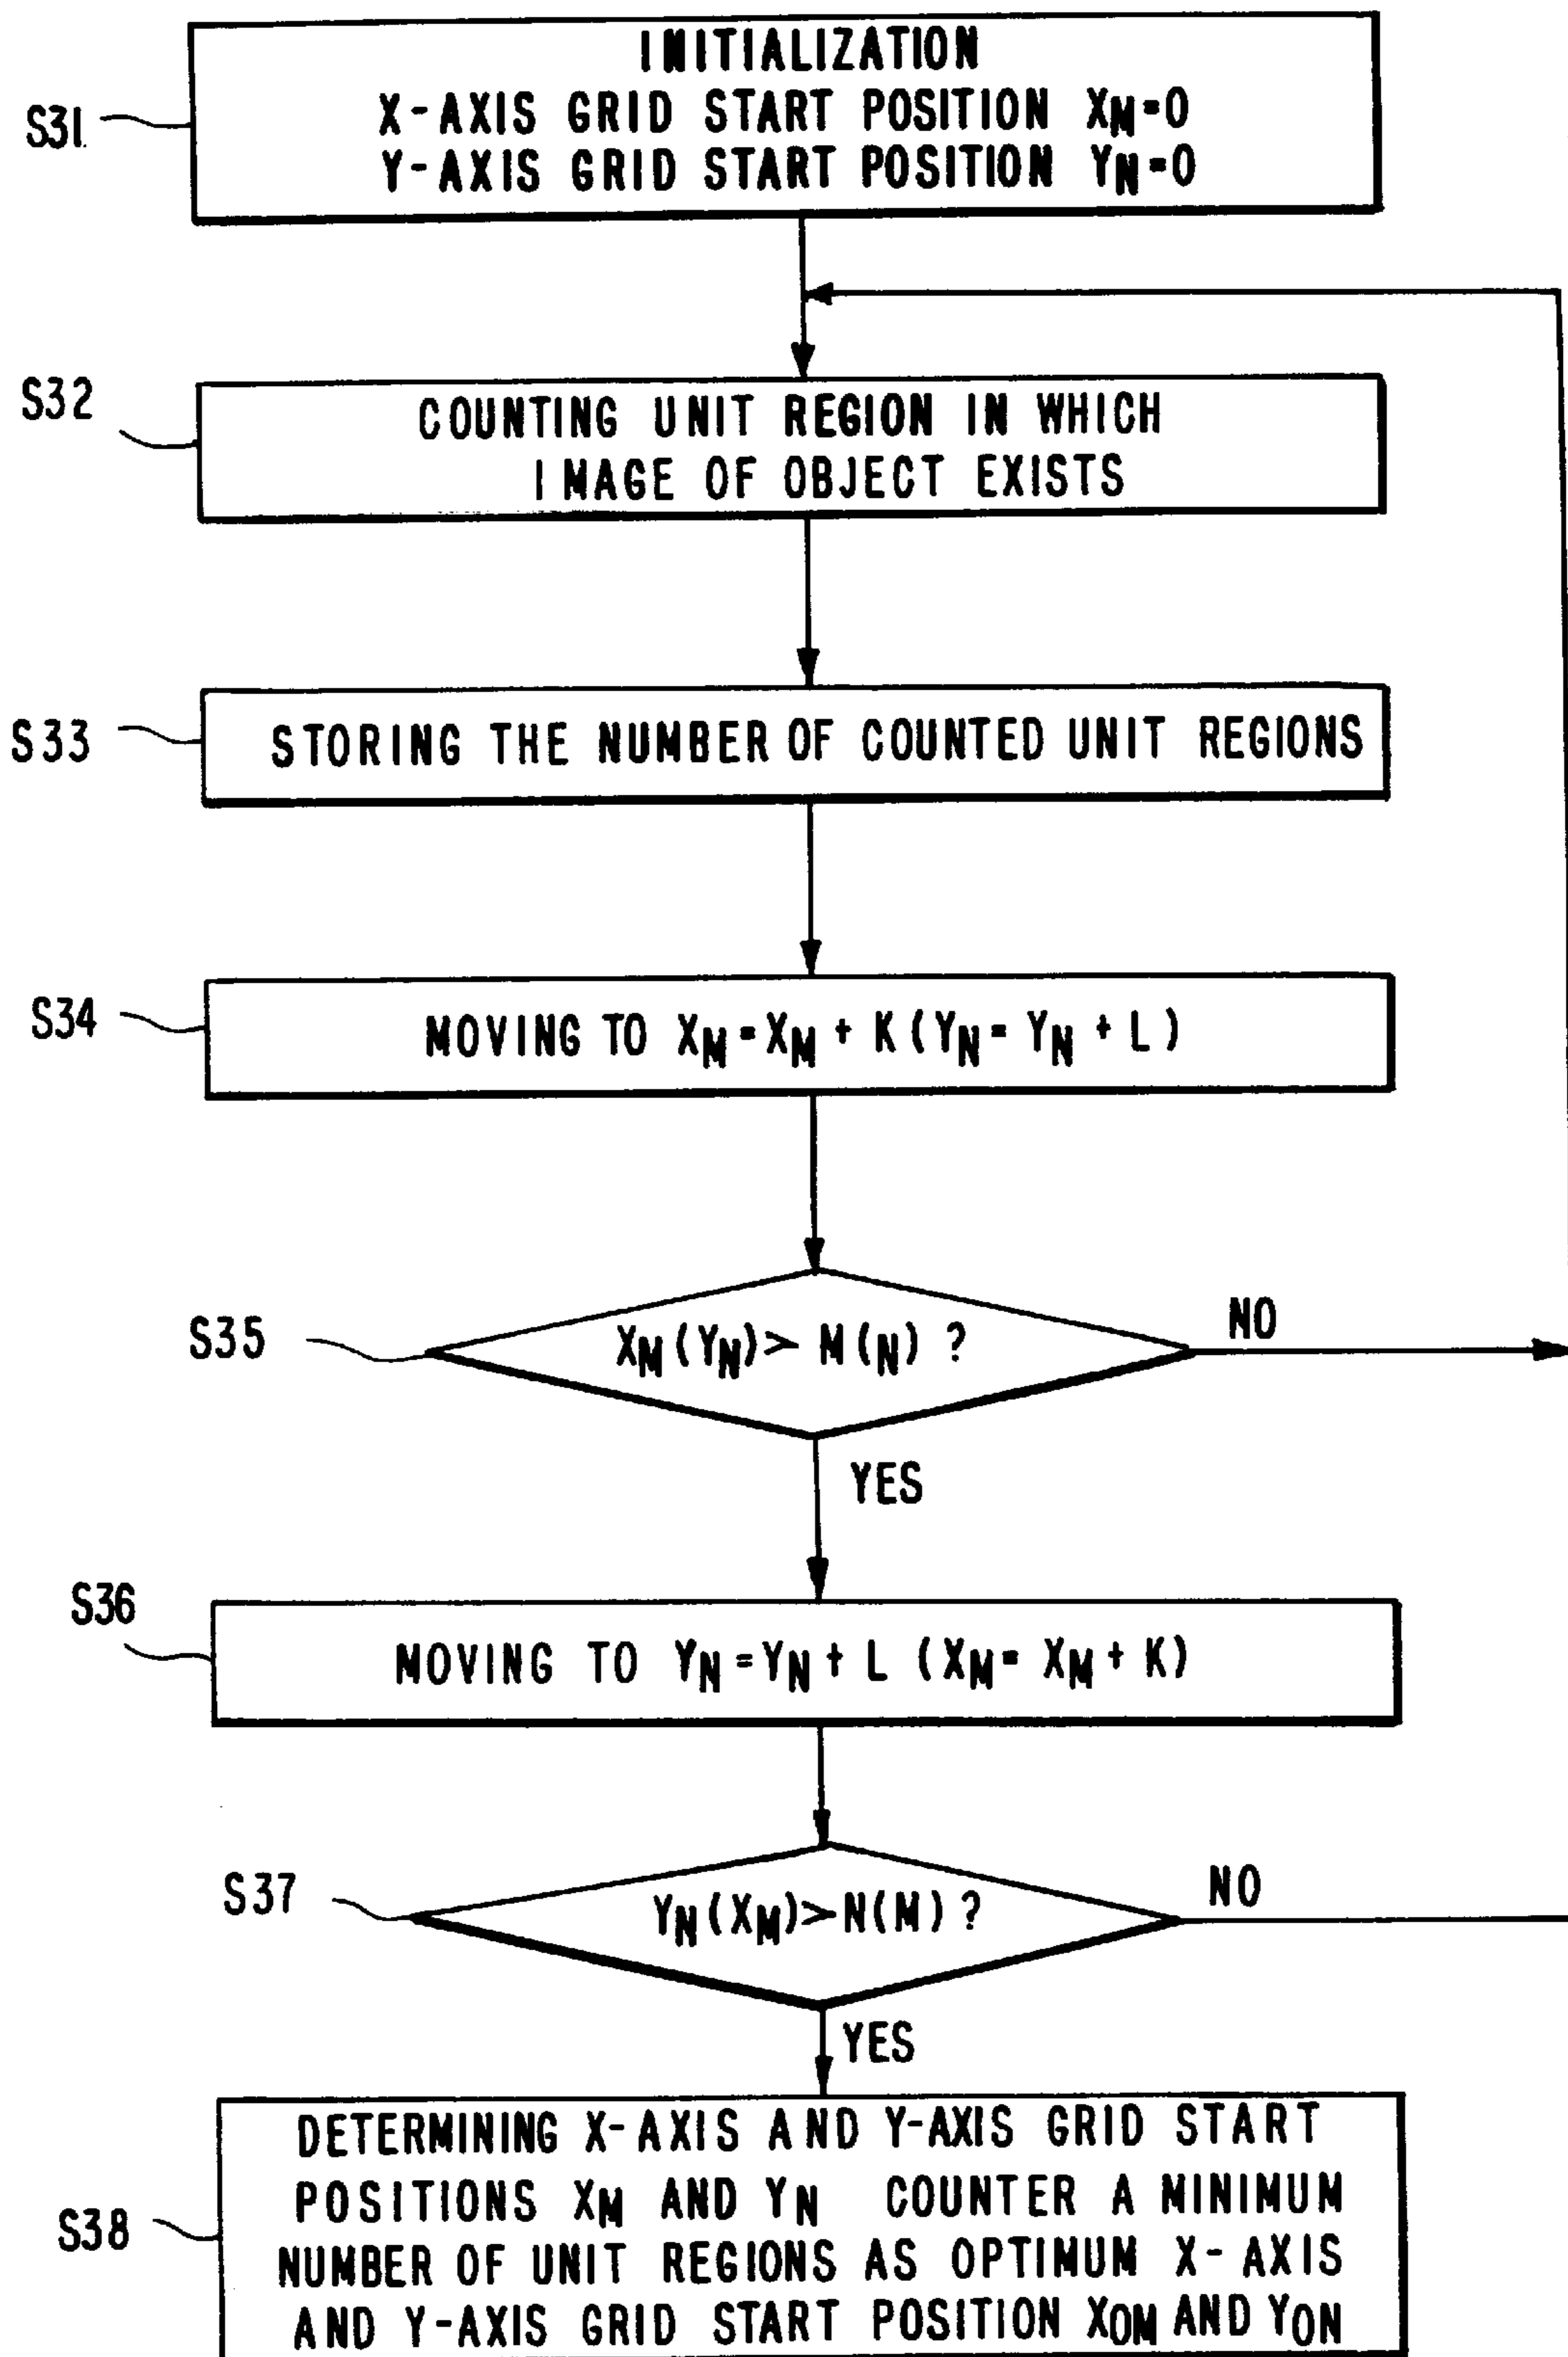 INITIALIZATION
X-AXIS GRID START POSITION XM=0
Y-AXIS GRID START POSITION YN=0
S31
S32
COUNTING UNIT REGION IN WHICH
IMAGE OF OBJECT EXISTS
S33
STORING THE NUMBER OF COUNTED UNIT REGIONS
S34
MOVING TO XM=XM+K(YN=YN+L)
S35
XM(YN)>M(N)?
NO
YES
S36
MOVING TO YN=YN+L (XM=XM+K)
S37
YN(XM)>N(M)?
NO
YES
S38
DETERMINING X-AXIS AND Y-AXIS GRID START
POSITIONS XM AND YN COUNTER A MINIMUM
NUMBER OF UNIT REGIONS AS OPTIMUM X-AXIS
AND Y-AXIS GRID START POSITION XOM AND YON